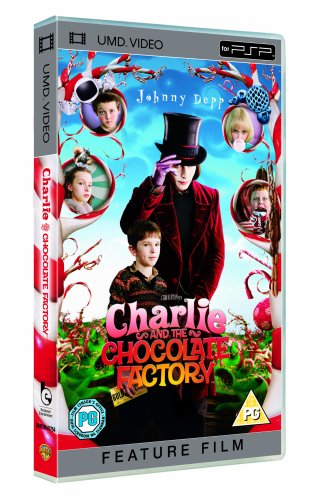 UMD. VIDEO
for PSP
UMD. VIDEO
Johnny Depp
Charlie
AND THE
CHOCOLATE
FACTORY
Charlie
AND THE
CHOCOLATE FACTORY
PG
PG
FEATURE FILM